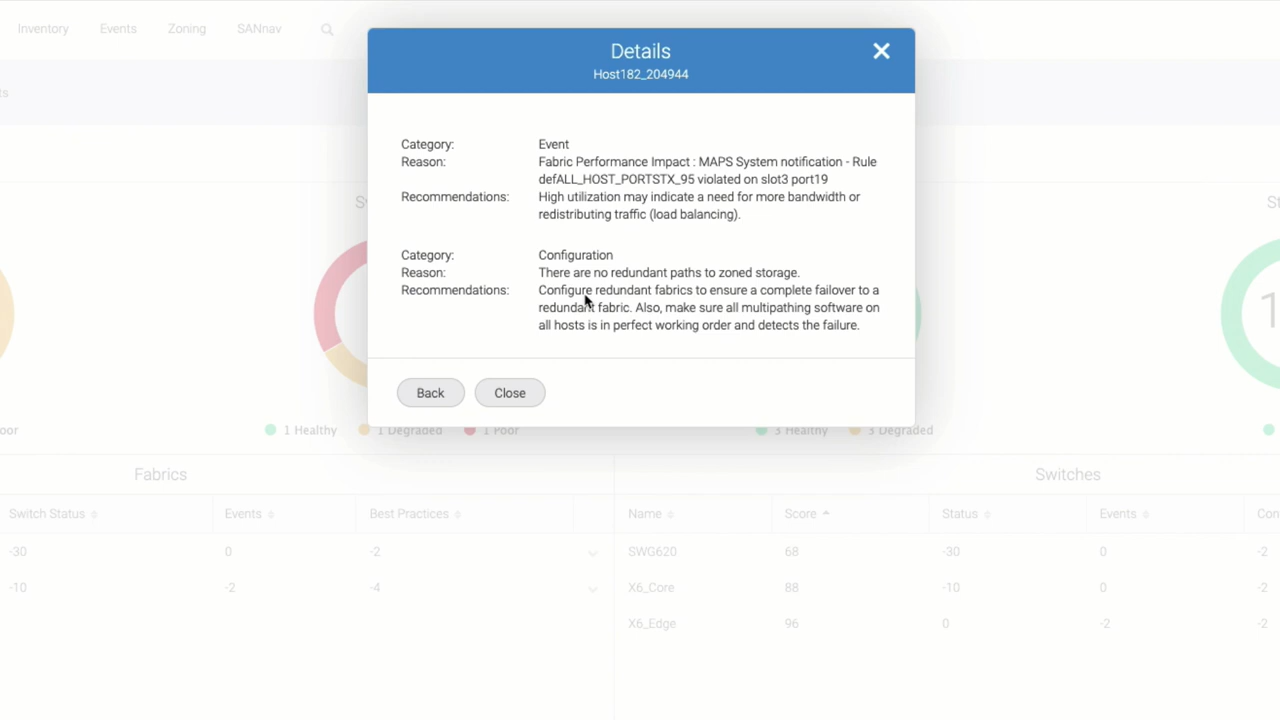 Inventory Events Zoning SANnav
Details
Host182_204944
ts
Category: Event
Reason: Fabric Performance Impact : MAPS System notification - Rule
defALL_HOST_PORTSTX_95 violated on slot3 port19
Recommendations: High utilization may indicate a need for more bandwidth or
redistributing traffic (load balancing).
S
St
Category: Configuration
Reason: There are no redundant paths to zoned storage.
Recommendations: Configure redundant fabrics to ensure a complete failover to a
redundant fabric. Also, make sure all multipathing software on
all hosts is in perfect working order and detects the failure.
1
Back Close
oor 1 Healthy 1 Degraded 1 Poor 3 Healthy 3 Degraded
Fabrics Switches
Switch Status Events Best Practices Name Score Status Events Con
-30 0 -2 SWG620 68 -30 0 -2
-10 -2 -4 X6_Core 88 -10 0 -2
X6_Edge 96 0 -2 -2